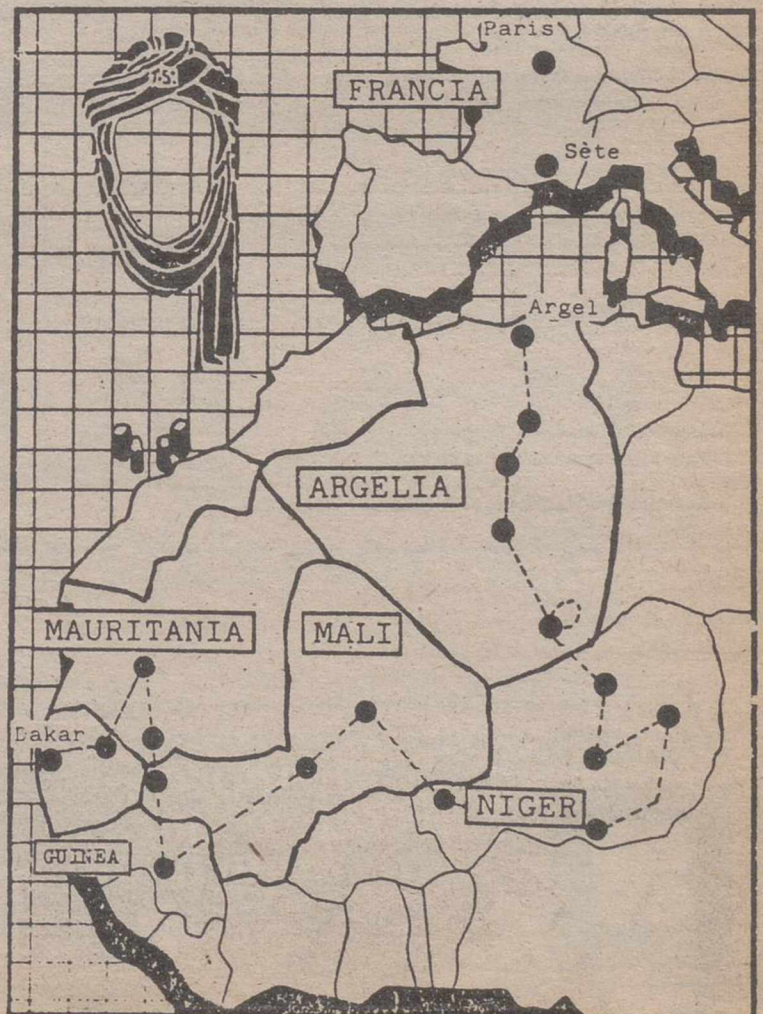 Paris
FRANCIA
Sète
Argel
ARGELIA
MAURITANIA
MALI
Dakar
NIGER
GUINEA